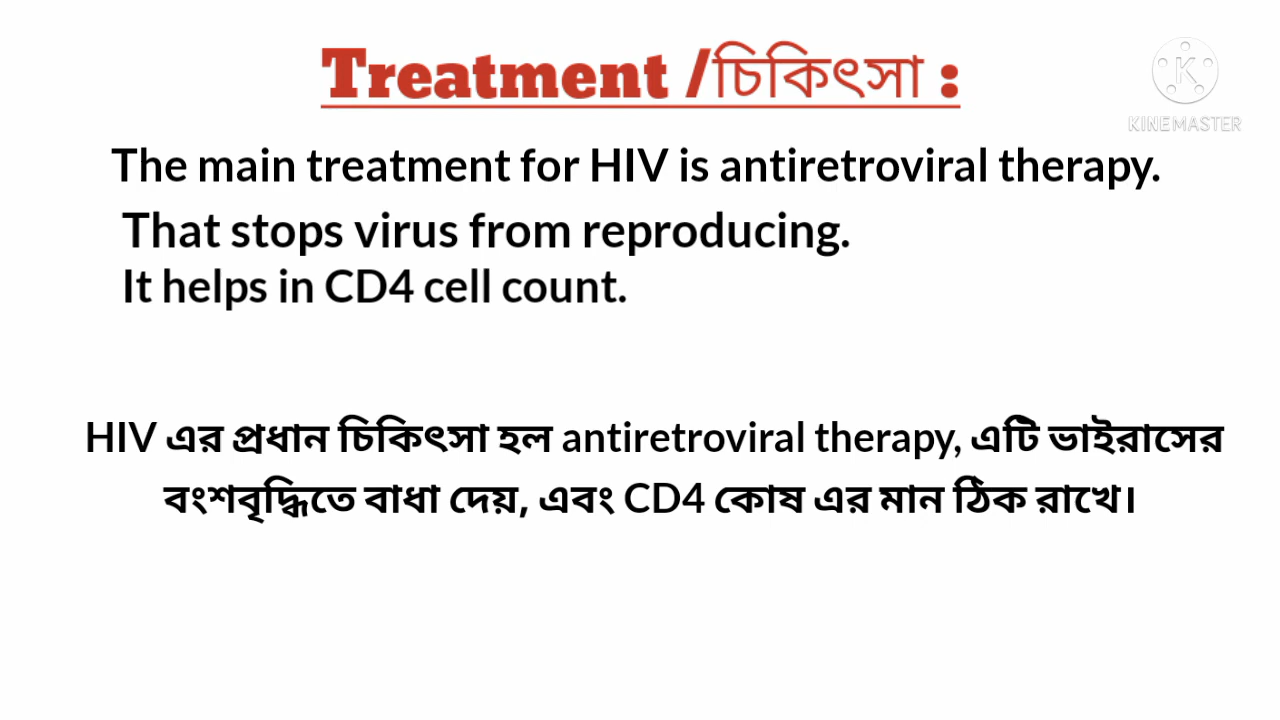 Treatment /চিকিৎসা :
KINEMASTER
The main treatment for HIV is antiretroviral therapy.
That stops virus from reproducing.
It helps in CD4 cell count.
HIV এর প্রধান চিকিৎসা হল antiretroviral therapy, এটি ভাইরাসের
বংশবৃদ্ধিতে বাধা দেয়, এবং CD4 কোষ এর মান ঠিক রাখে।